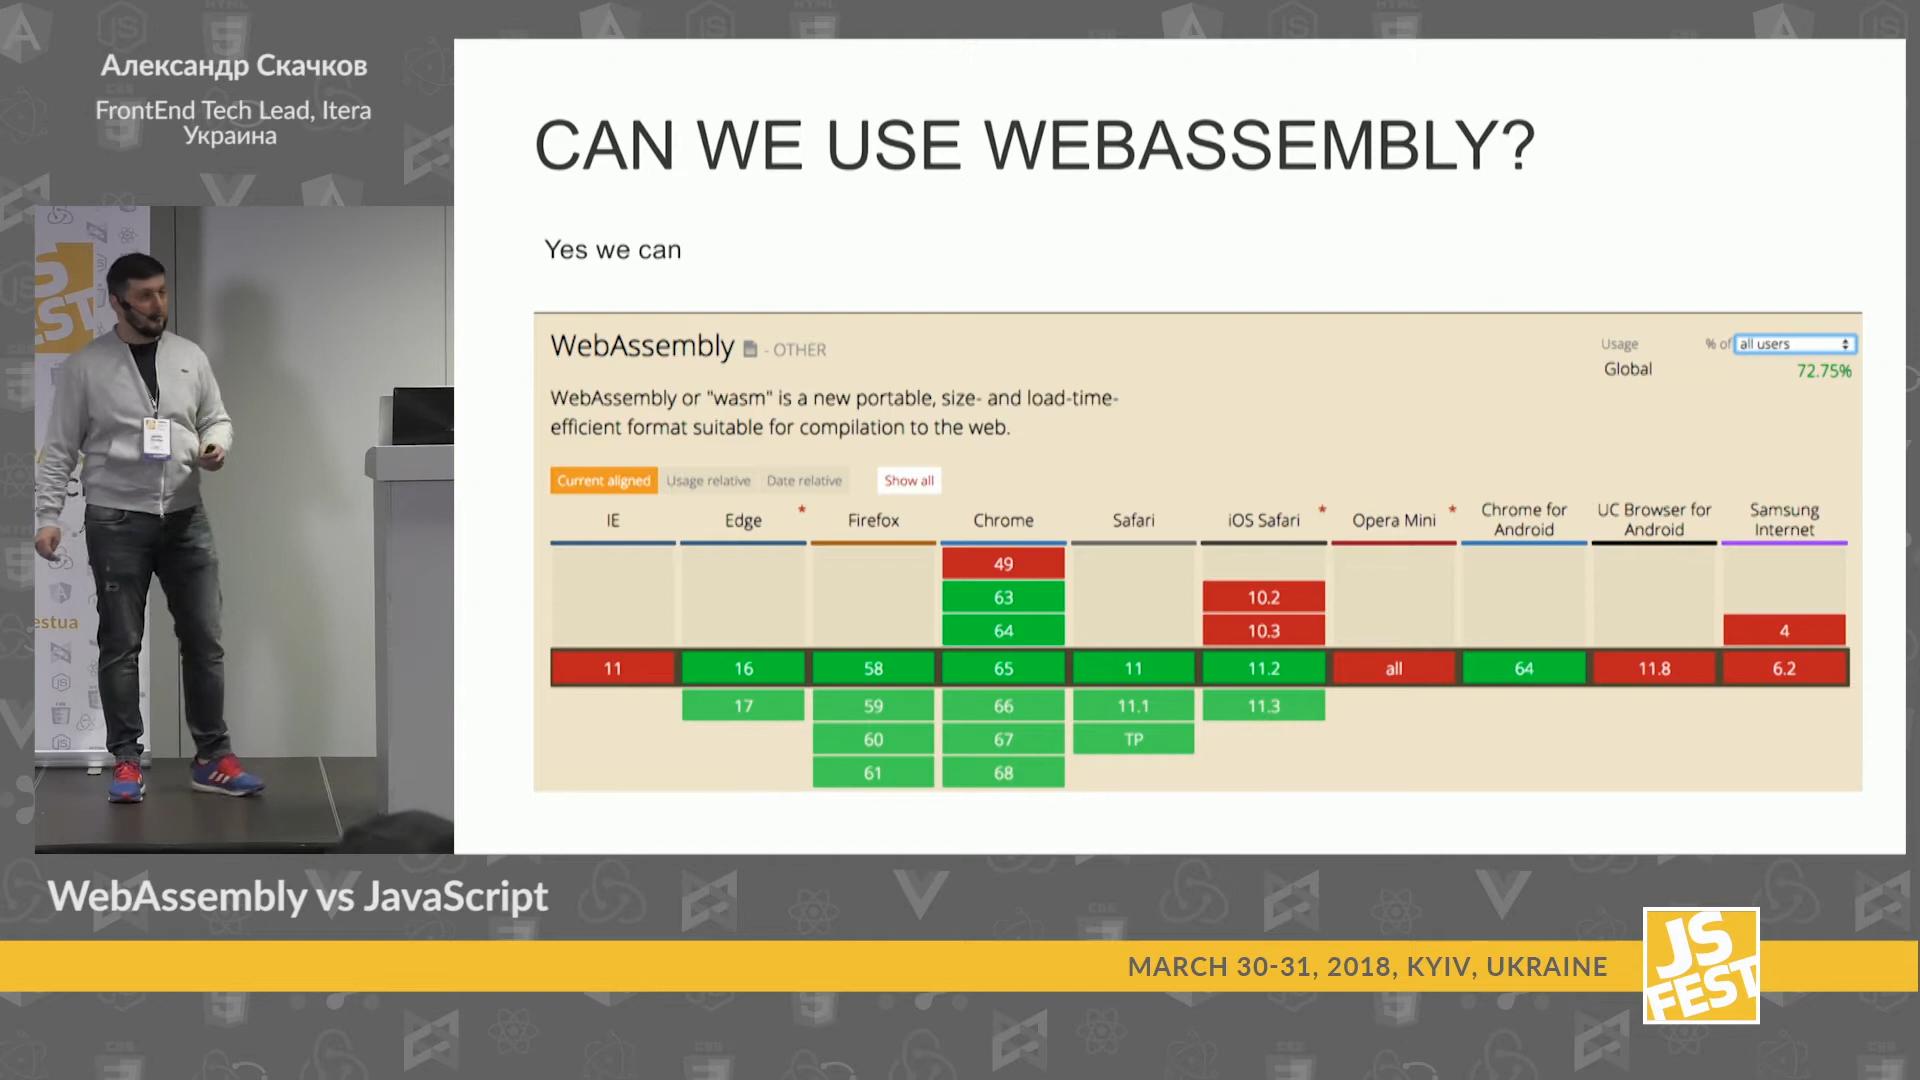 Александр Скачков
FrontEnd Tech Lead, Itera
Украина
CAN WE USE WEBASSEMBLY?
Yes we can
WebAssembly - OTHER
Usage % of all users
Global 72.75%
WebAssembly or "wasm" is a new portable, size- and load-time-
efficient format suitable for compilation to the web.
Current aligned Usage relative Date relative Show all
IE Edge * Firefox Chrome Safari iOS Safari * Opera Mini * Chrome for Android UC Browser for Android Samsung Internet
49
63 10.2
64 10.3 4
11 16 58 65 11 11.2 all 64 11.8 6.2
17 59 66 11.1 11.3
60 67 TP
61 68
JS
FEST
estua
WebAssembly vs JavaScript
MARCH 30-31, 2018, KYIV, UKRAINE
JS
FEST